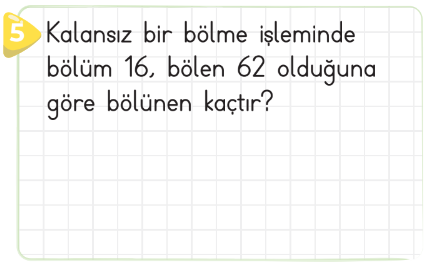 5
Kalansız bir bölme işleminde
bölüm 16, bölen 62 olduğuna
göre bölünen kaçtır?